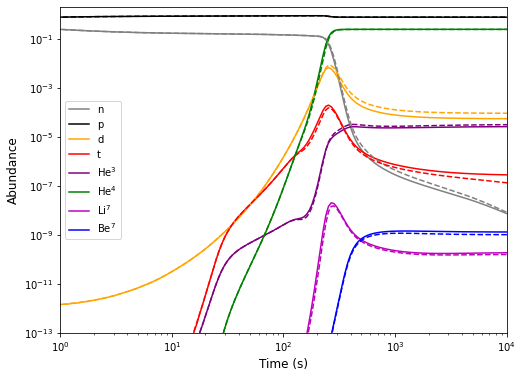 Abundance
10⁻¹
10⁻³
10⁻⁵
10⁻⁷
10⁻⁹
10⁻¹¹
10⁻¹³
n
p
d
t
He³
He⁴
Li⁷
Be⁷
10⁰ 10¹ 10² 10³ 10⁴
Time (s)